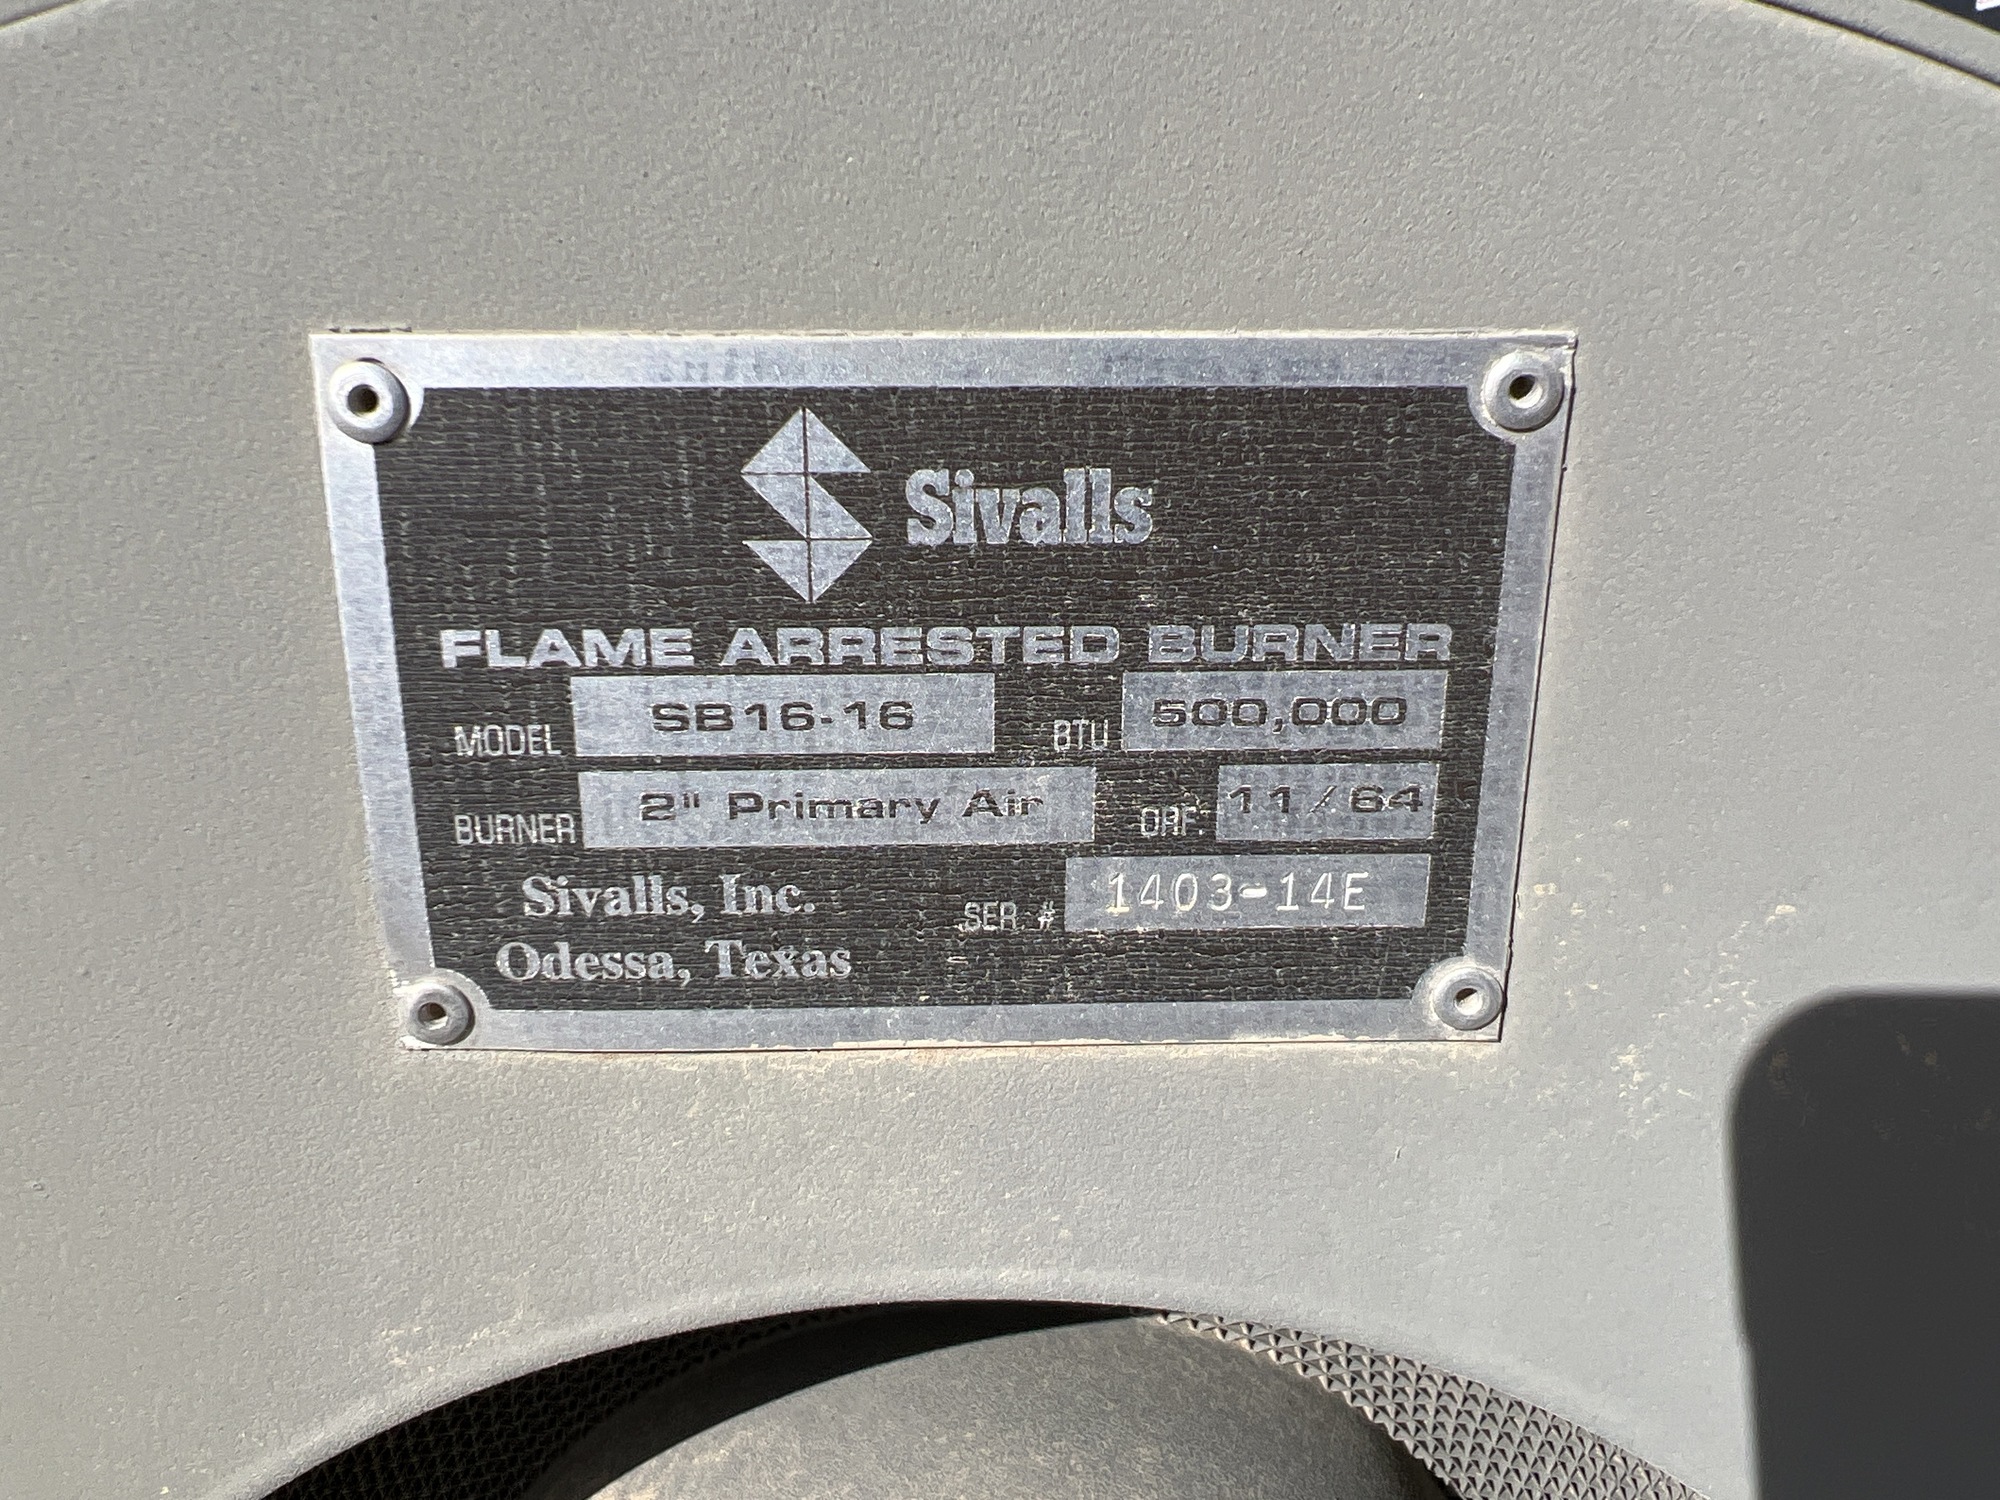 Sivalls
FLAME ARRESTED BURNER
MODEL SB16-16 BTU 500,000
BURNER 2" Primary Air ORF. 11/64
Sivalls, Inc. SER. # 1403-14E
Odessa, Texas